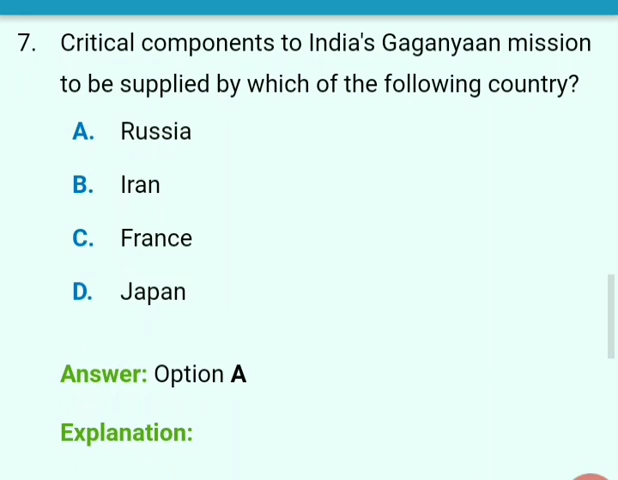 7. Critical components to India's Gaganyaan mission
to be supplied by which of the following country?
A. Russia
B. Iran
C. France
D. Japan
Answer: Option A
Explanation: